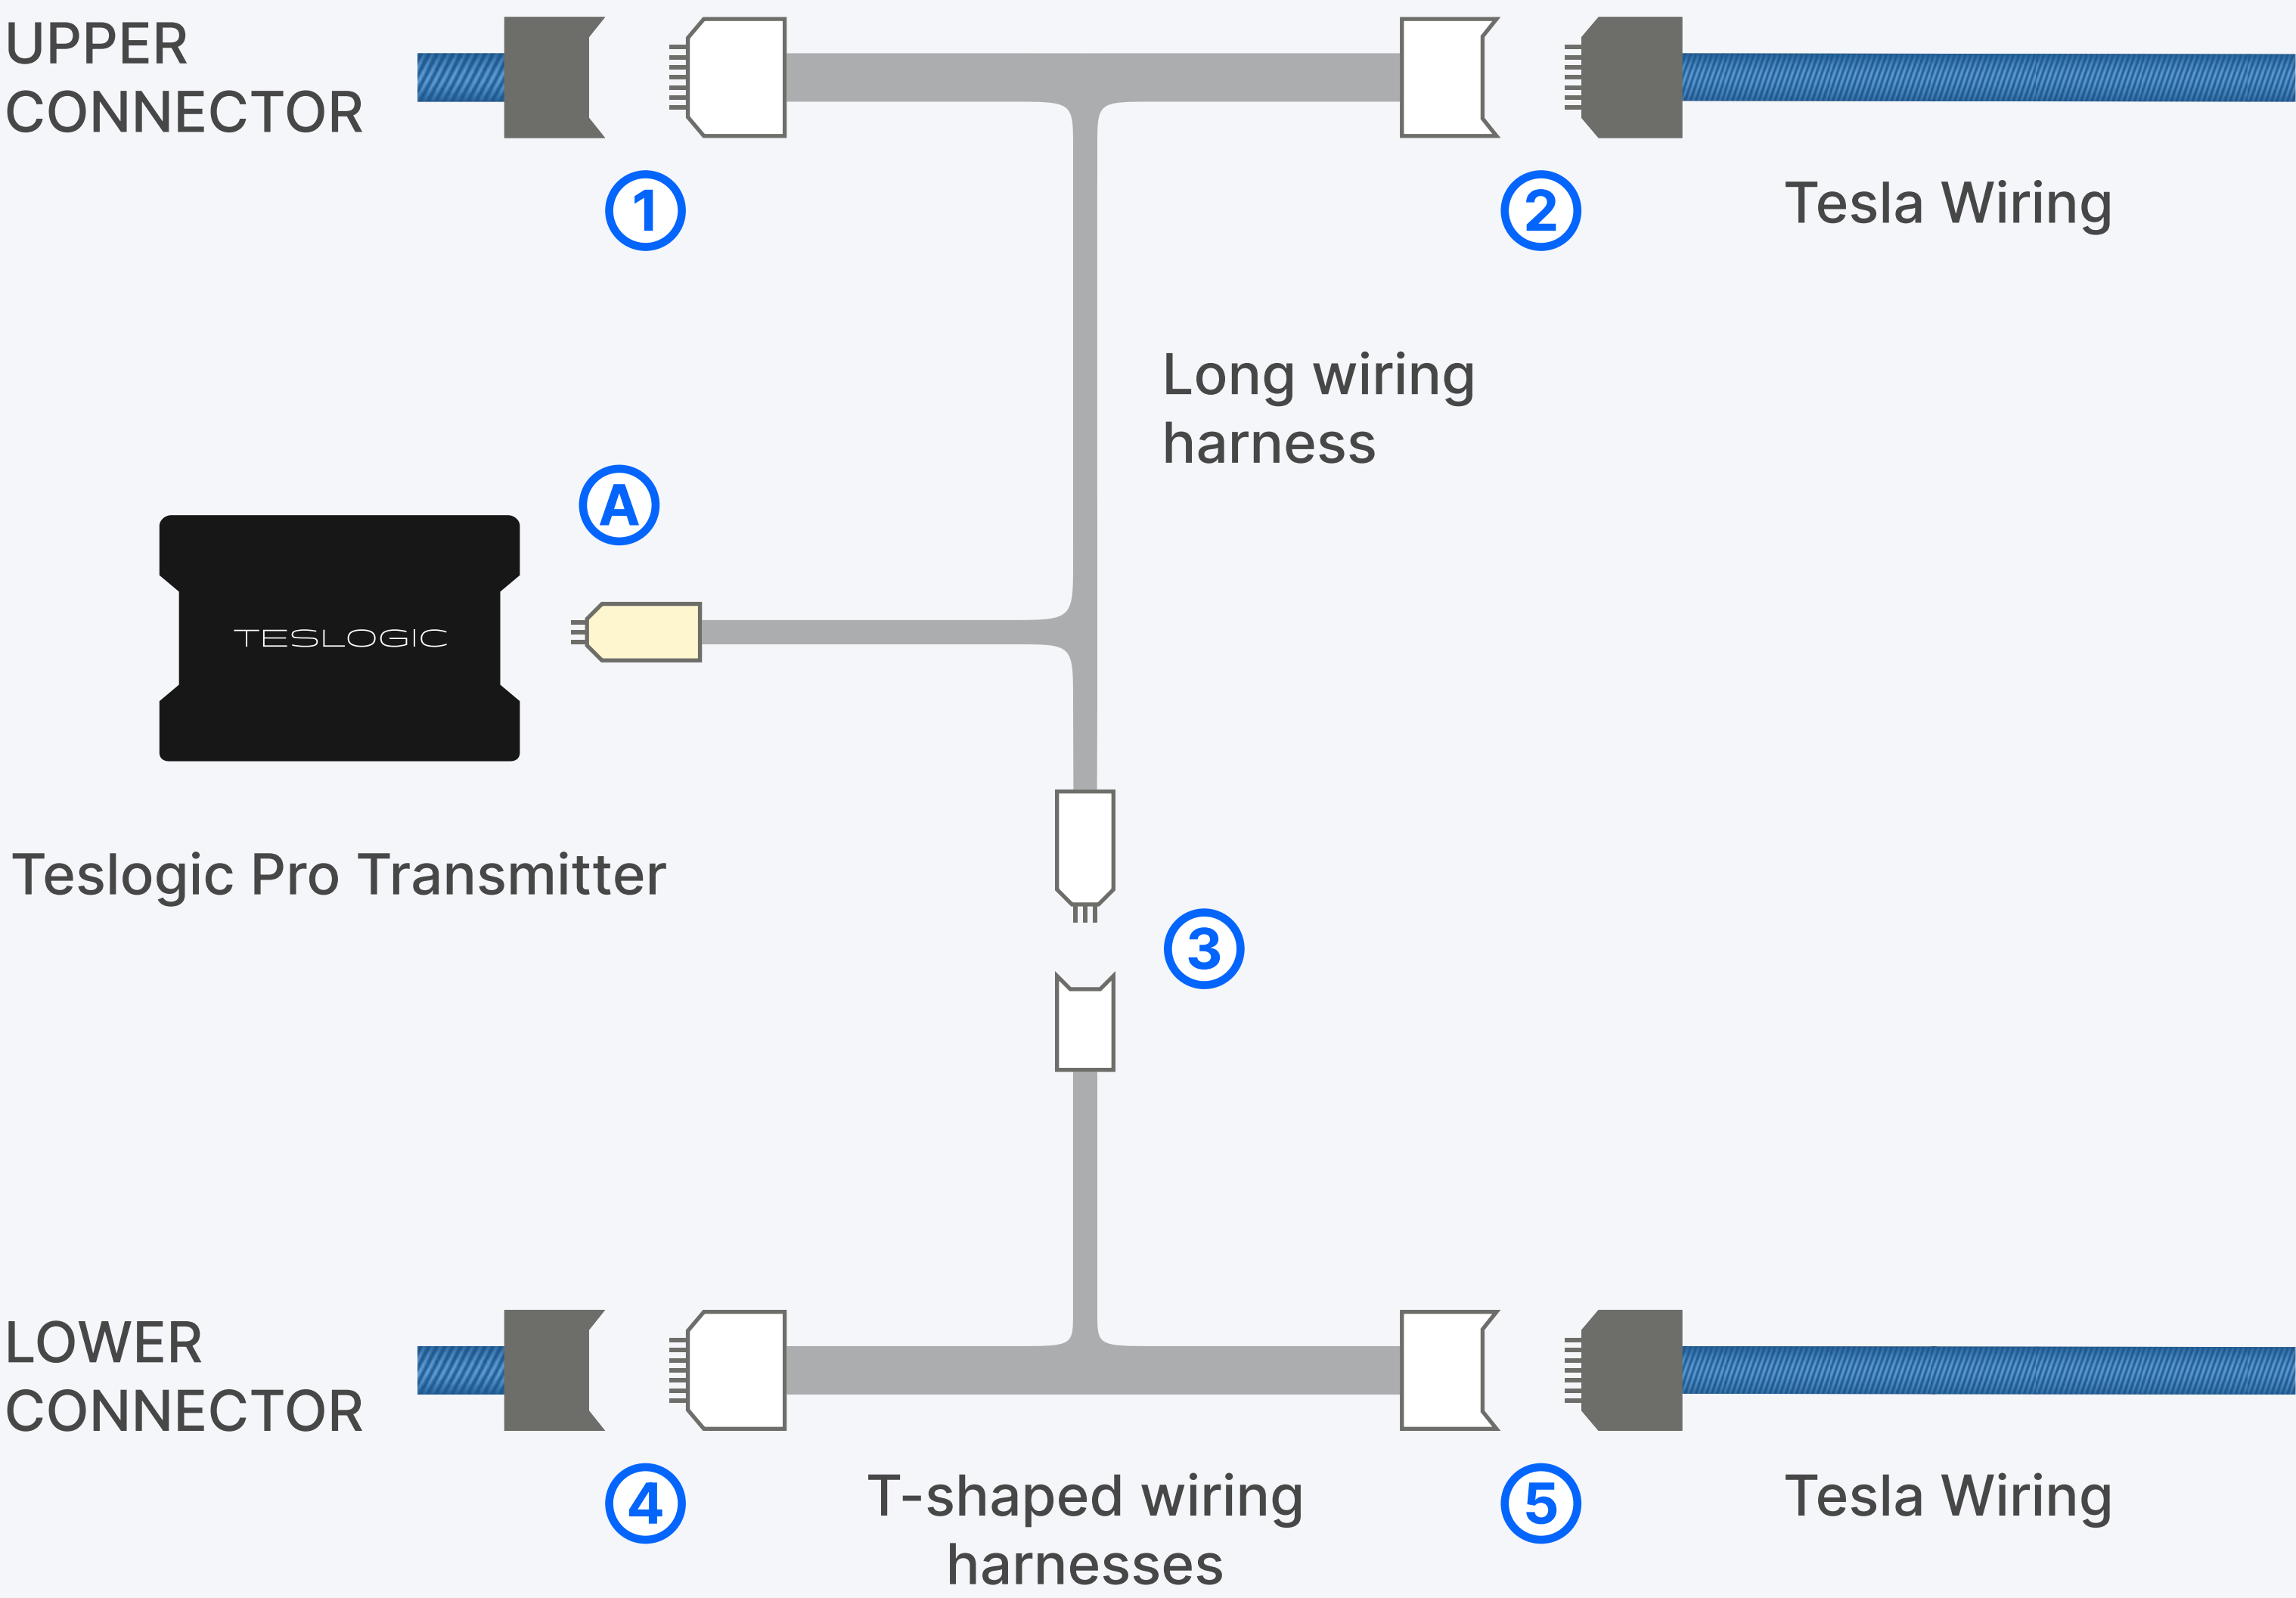 UPPER
CONNECTOR
1
2
Tesla Wiring
Long wiring
harness
A
TESLOGIC
Teslogic Pro Transmitter
3
LOWER
CONNECTOR
4
T-shaped wiring
harnesses
5
Tesla Wiring